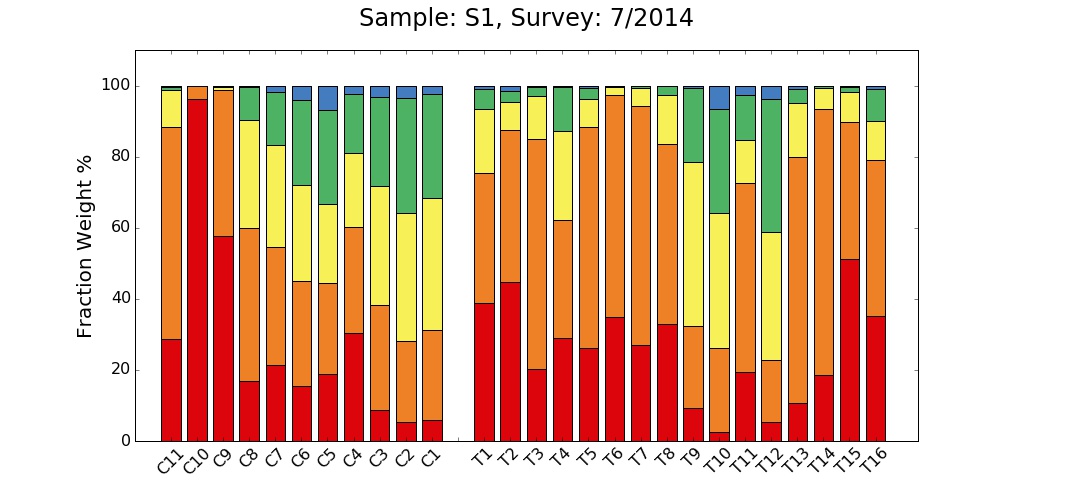 Sample: S1, Survey: 7/2014
Fraction Weight %
100
80
60
40
20
0
C11 C10 C9 C8 C7 C6 C5 C4 C3 C2 C1 T1 T2 T3 T4 T5 T6 T7 T8 T9 T10 T11 T12 T13 T14 T15 T16